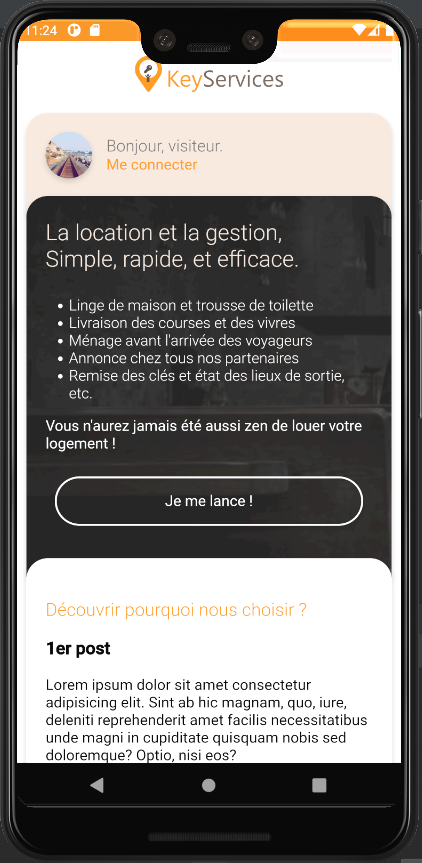 11:24
KeyServices
Bonjour, visiteur.
Me connecter
La location et la gestion,
Simple, rapide, et efficace.
• Linge de maison et trousse de toilette
• Livraison des courses et des vivres
• Ménage avant l'arrivée des voyageurs
• Annonce chez tous nos partenaires
• Remise des clés et état des lieux de sortie,
etc.
Vous n'aurez jamais été aussi zen de louer votre
logement !
Je me lance !
Découvrir pourquoi nous choisir ?
1er post
Lorem ipsum dolor sit amet consectetur
adipisicing elit. Sint ab hic magnam, quo, iure,
deleniti reprehenderit amet facilis necessitatibus
unde magni in cupiditate quisquam nobis sed
doloremque? Optio, nisi eos?